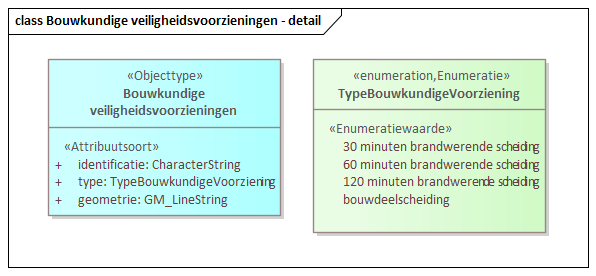 class Bouwkundige veiligheidsvoorzieningen - detail
«Objecttype»
Bouwkundige
veiligheidsvoorzieningen
«Attribuutsoort»
+ identificatie: CharacterString
+ type: TypeBouwkundigeVoorziening
+ geometrie: GM_LineString
«enumeration,Enumeratie»
TypeBouwkundigeVoorziening
«Enumeratiewaarde»
30 minuten brandwerende scheiding
60 minuten brandwerende scheiding
120 minuten brandwerende scheiding
bouwdeelscheiding